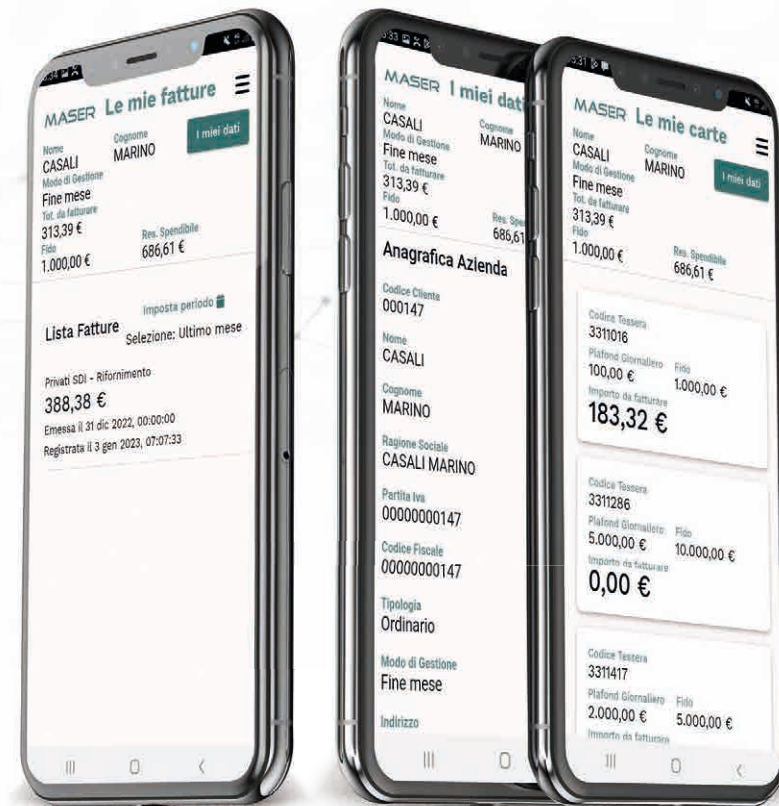 5:34
MASER Le mie fatture
Nome
Cognome
CASALI
MARINO
I miei dati
Modo di Gestione
Fine mese
Tot. da fatturare
313,39 €
Fido
Res. Spendibile
1.000,00 €
686,61 €
Imposta periodo
Lista Fatture
Selezione: Ultimo mese
Privati SDI - Rifornimento
388,38 €
Emessa il 31 dic 2022, 00:00:00
Registrata il 3 gen 2023, 07:07:33
5:33
MASER I miei dati
Nome
Cognome
CASALI
MARINO
Modo di Gestione
Fine mese
Tot. da fatturare
313,39 €
Fido
Res. Spe
1.000,00 €
686,61
Anagrafica Azienda
Codice Cliente
000147
Nome
CASALI
Cognome
MARINO
Ragione Sociale
CASALI MARINO
Partita Iva
00000000147
Codice Fiscale
00000000147
Tipologia
Ordinario
Modo di Gestione
Fine mese
Indirizzo
5:31
MASER Le mie carte
Nome
Cognome
CASALI
MARINO
I miei dati
Modo di Gestione
Fine mese
Tot. da fatturare
313,39 €
Fido
Res. Spendibile
1.000,00 €
686,61 €
Codice Tessera
3311016
Plafond Giornaliero Fido
100,00 € 1.000,00 €
Importo da fatturare
183,32 €
Codice Tessera
3311286
Plafond Giornaliero Fido
5.000,00 € 10.000,00 €
Importo da fatturare
0,00 €
Codice Tessera
3311417
Plafond Giornaliero Fido
2.000,00 € 5.000,00 €
Importo da fatturare